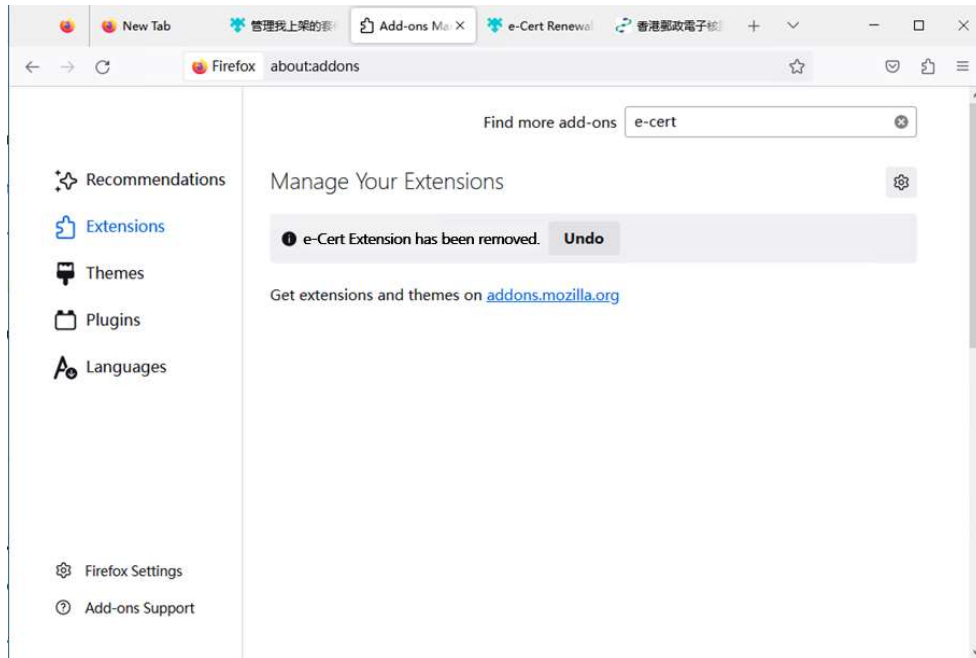 New Tab
管理我上架的套
Add-ons Ma
e-Cert Renewal
香港郵政電子核
Firefox about:addons
Find more add-ons e-cert
Recommendations
Manage Your Extensions
Extensions
e-Cert Extension has been removed. Undo
Themes
Get extensions and themes on addons.mozilla.org
Plugins
Languages
Firefox Settings
Add-ons Support